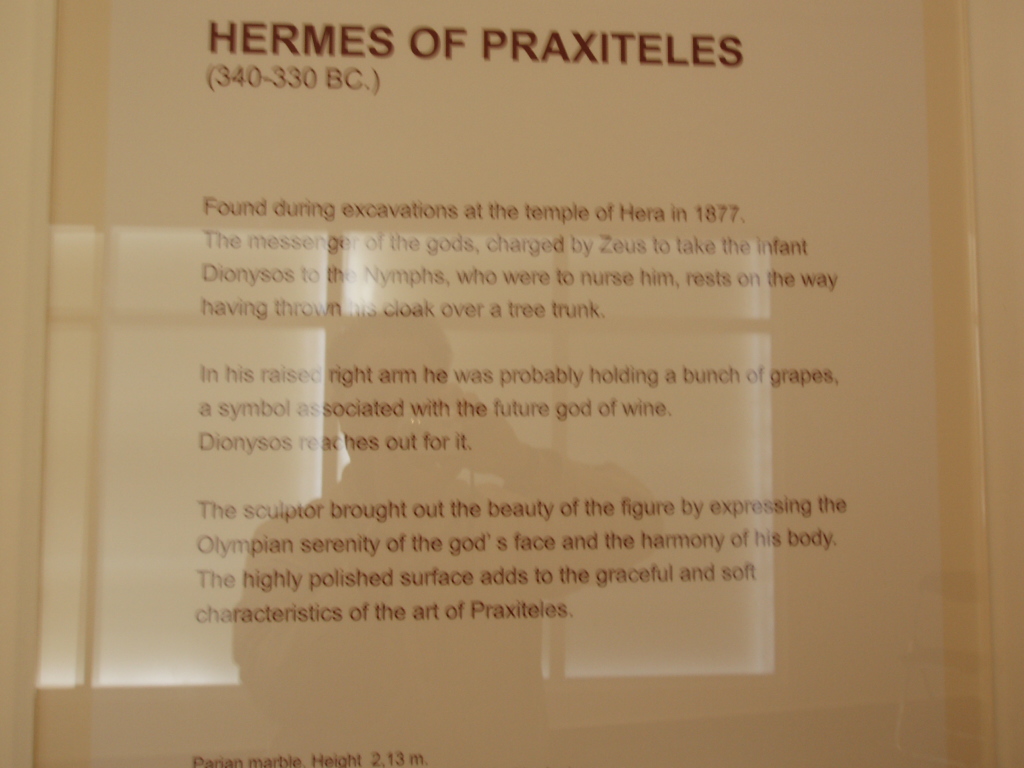 HERMES OF PRAXITELES
(340-330 BC.)
Found during excavations at the temple of Hera in 1877.
The messenger of the gods, charged by Zeus to take the infant
Dionysos to the Nymphs, who were to nurse him, rests on the way
having thrown his cloak over a tree trunk.
In his raised right arm he was probably holding a bunch of grapes,
a symbol associated with the future god of wine.
Dionysos reaches out for it.
The sculptor brought out the beauty of the figure by expressing the
Olympian serenity of the god's face and the harmony of his body.
The highly polished surface adds to the graceful and soft
characteristics of the art of Praxiteles.
Parian marble. Height 2,13 m.